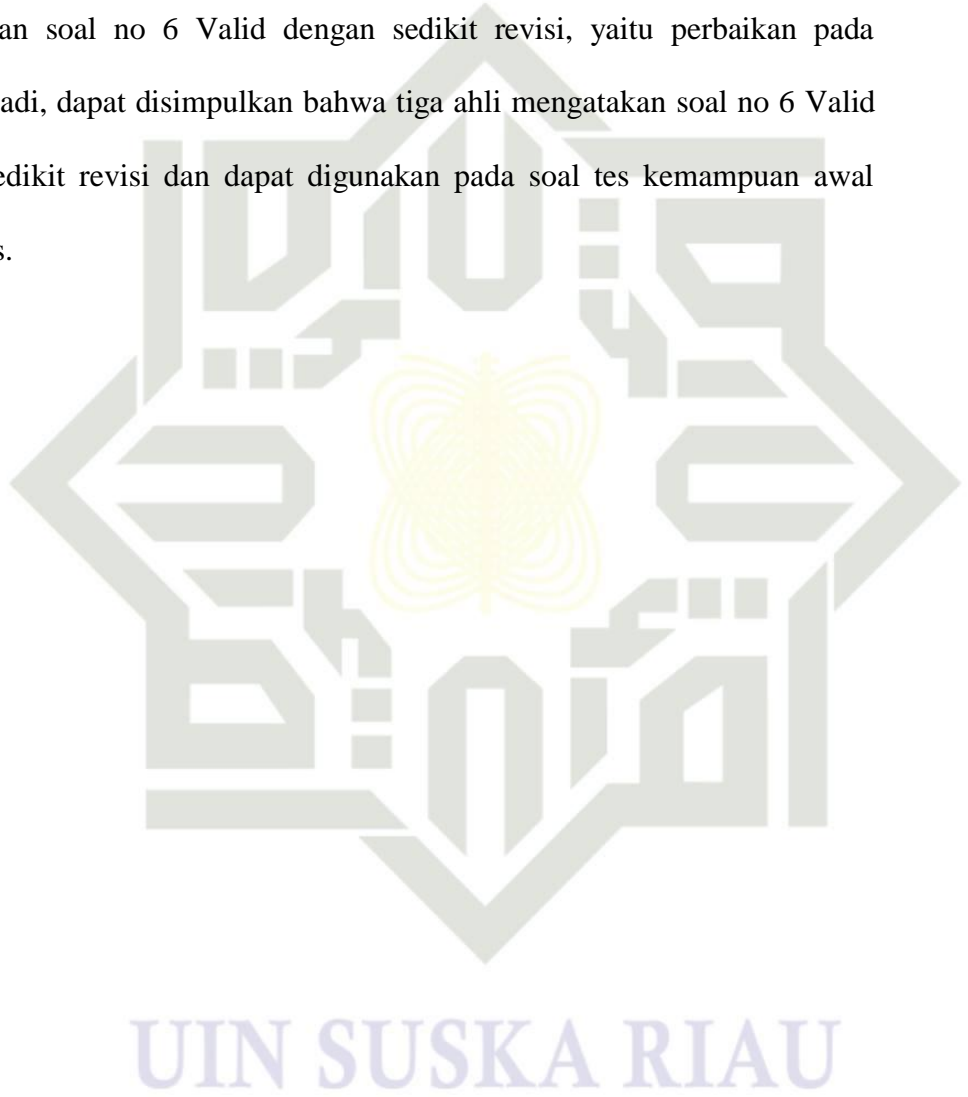 an soal no 6 Valid dengan sedikit revisi, yaitu perbaikan pada
adi, dapat disimpulkan bahwa tiga ahli mengatakan soal no 6 Valid
edikit revisi dan dapat digunakan pada soal tes kemampuan awal
s.
UIN SUSKA RIAU